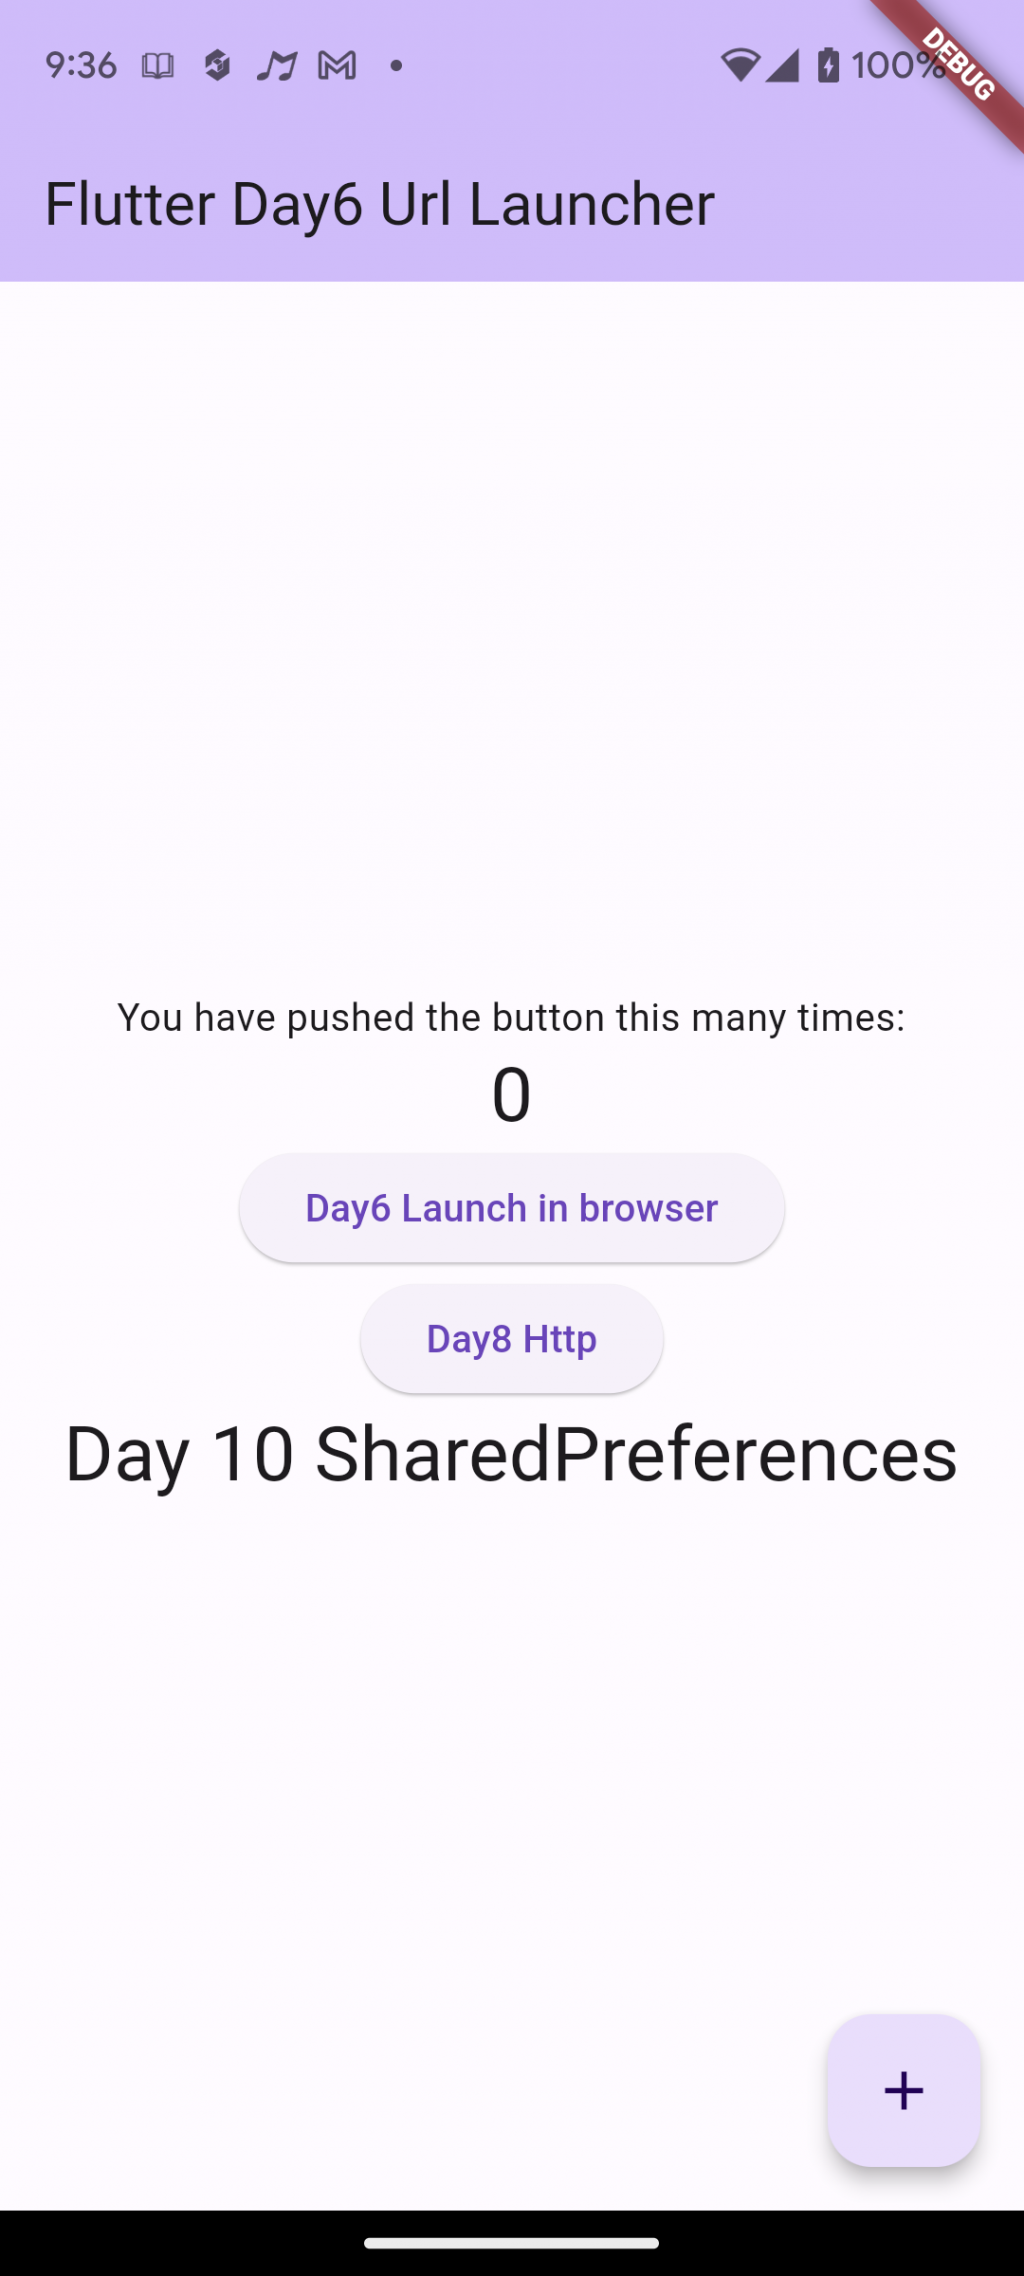 9:36
100%
DEBUG
Flutter Day6 Url Launcher
You have pushed the button this many times:
0
Day6 Launch in browser
Day8 Http
Day 10 SharedPreferences
+